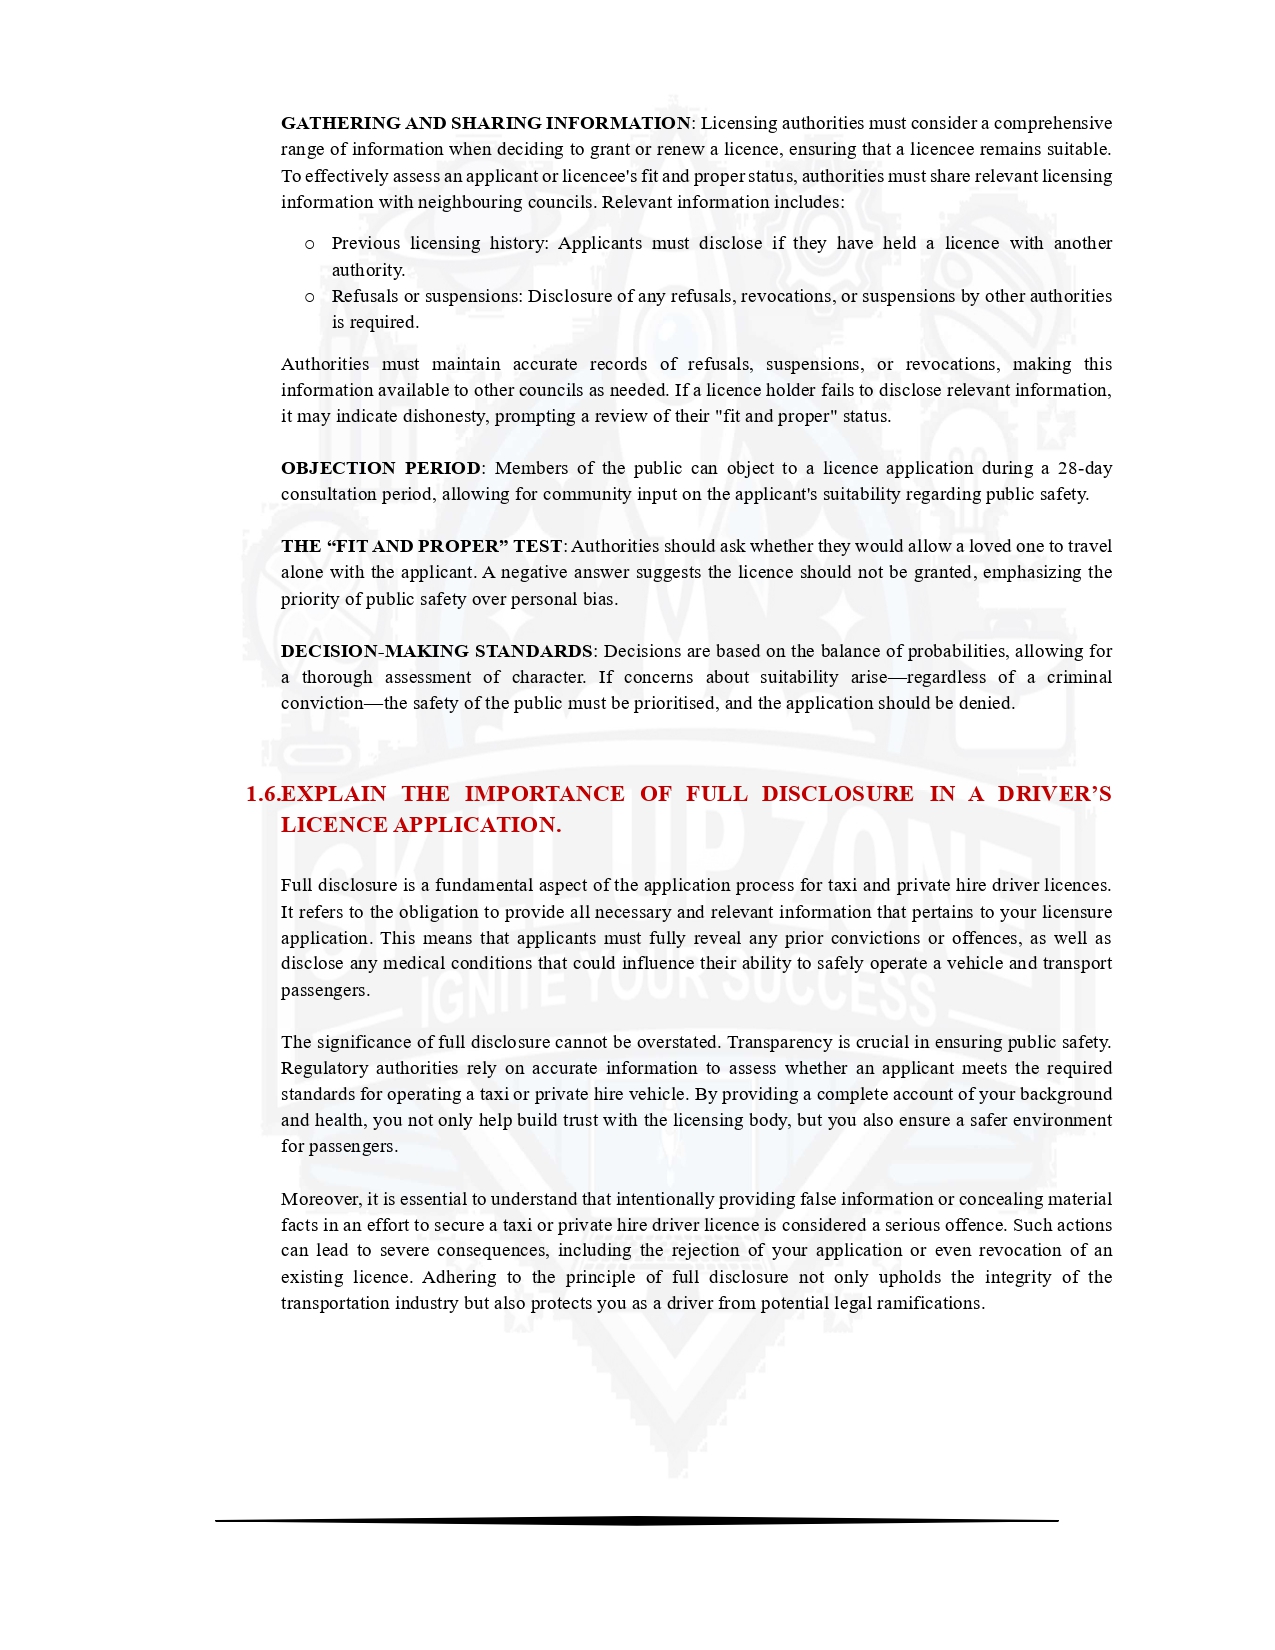 GATHERING AND SHARING INFORMATION: Licensing authorities must consider a comprehensive
range of information when deciding to grant or renew a licence, ensuring that a licencee remains suitable.
To effectively assess an applicant or licencee's fit and proper status, authorities must share relevant licensing
information with neighbouring councils. Relevant information includes:
○ Previous licensing history: Applicants must disclose if they have held a licence with another
authority.
○ Refusals or suspensions: Disclosure of any refusals, revocations, or suspensions by other authorities
is required.
Authorities must maintain accurate records of refusals, suspensions, or revocations, making this
information available to other councils as needed. If a licence holder fails to disclose relevant information,
it may indicate dishonesty, prompting a review of their "fit and proper" status.
OBJECTION PERIOD: Members of the public can object to a licence application during a 28-day
consultation period, allowing for community input on the applicant's suitability regarding public safety.
THE “FIT AND PROPER” TEST: Authorities should ask whether they would allow a loved one to travel
alone with the applicant. A negative answer suggests the licence should not be granted, emphasizing the
priority of public safety over personal bias.
DECISION-MAKING STANDARDS: Decisions are based on the balance of probabilities, allowing for
a thorough assessment of character. If concerns about suitability arise—regardless of a criminal
conviction—the safety of the public must be prioritised, and the application should be denied.
1.6.EXPLAIN THE IMPORTANCE OF FULL DISCLOSURE IN A DRIVER’S
LICENCE APPLICATION.
SKILL UP ZONE
Full disclosure is a fundamental aspect of the application process for taxi and private hire driver licences.
It refers to the obligation to provide all necessary and relevant information that pertains to your licensure
application. This means that applicants must fully reveal any prior convictions or offences, as well as
disclose any medical conditions that could influence their ability to safely operate a vehicle and transport
passengers.
IGNITE YOUR SUCCESS
The significance of full disclosure cannot be overstated. Transparency is crucial in ensuring public safety.
Regulatory authorities rely on accurate information to assess whether an applicant meets the required
standards for operating a taxi or private hire vehicle. By providing a complete account of your background
and health, you not only help build trust with the licensing body, but you also ensure a safer environment
for passengers.
Moreover, it is essential to understand that intentionally providing false information or concealing material
facts in an effort to secure a taxi or private hire driver licence is considered a serious offence. Such actions
can lead to severe consequences, including the rejection of your application or even revocation of an
existing licence. Adhering to the principle of full disclosure not only upholds the integrity of the
transportation industry but also protects you as a driver from potential legal ramifications.